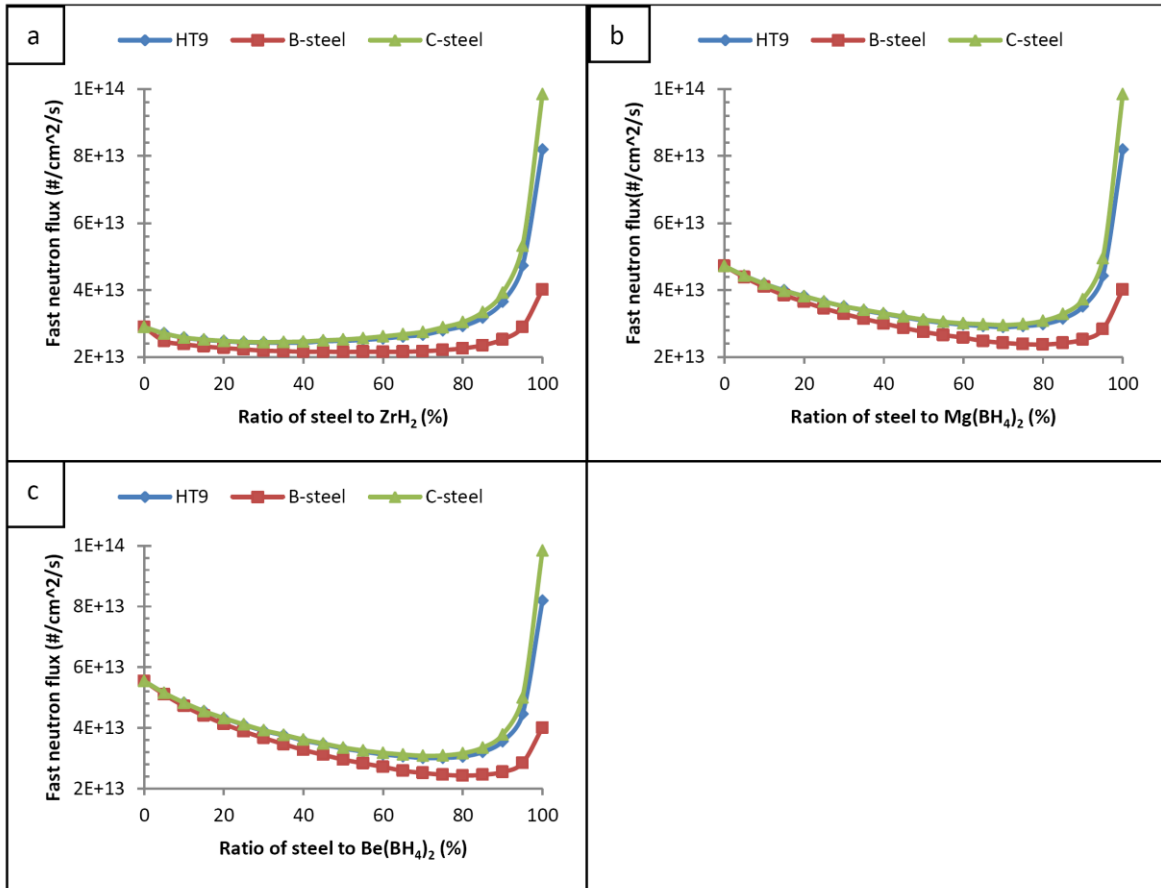 a
HT9 B-steel C-steel
Fast neutron flux (#/cm^2/s)
1E+14
8E+13
6E+13
4E+13
2E+13
0 20 40 60 80 100
Ratio of steel to ZrH₂ (%)
b
HT9 B-steel C-steel
Fast neutron flux(#/cm^2/s)
1E+14
8E+13
6E+13
4E+13
2E+13
0 20 40 60 80 100
Ration of steel to Mg(BH₄)₂ (%)
c
HT9 B-steel C-steel
Fast neutron flux (#/cm^2/s)
1E+14
8E+13
6E+13
4E+13
2E+13
0 20 40 60 80 100
Ratio of steel to Be(BH₄)₂ (%)